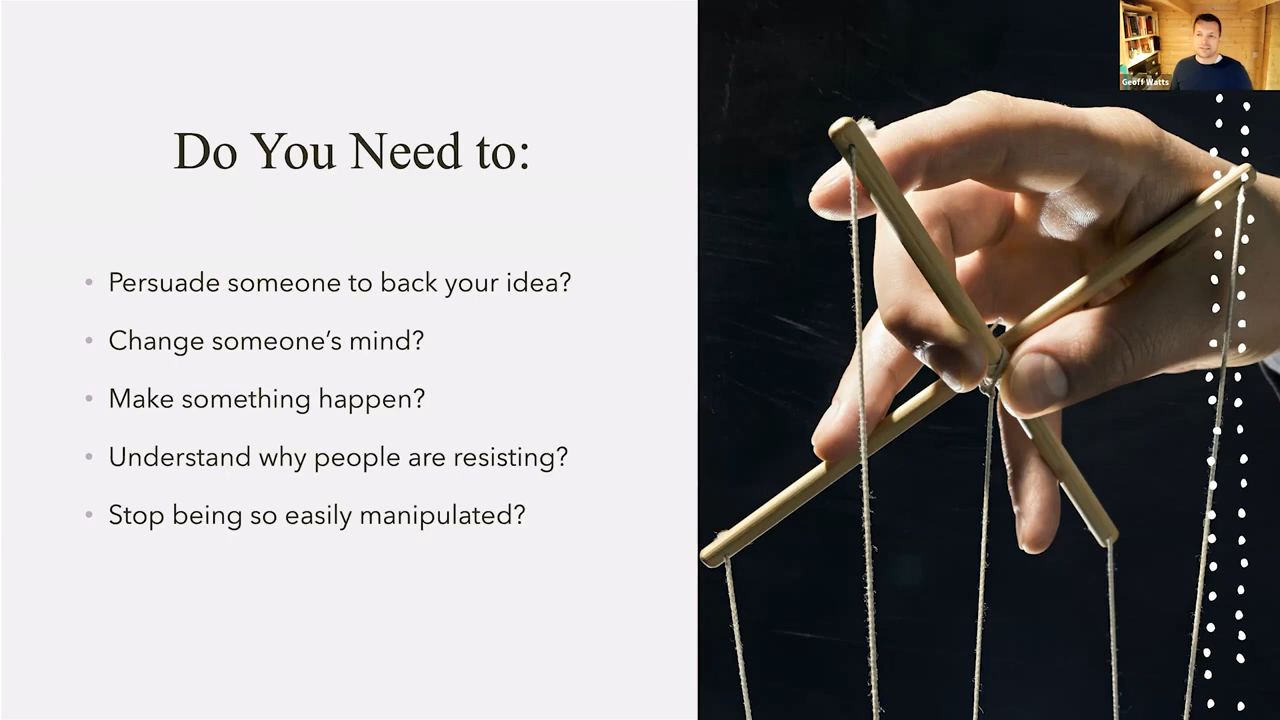 Do You Need to:
Persuade someone to back your idea?
Change someone’s mind?
Make something happen?
Understand why people are resisting?
Stop being so easily manipulated?
Geoff Watts